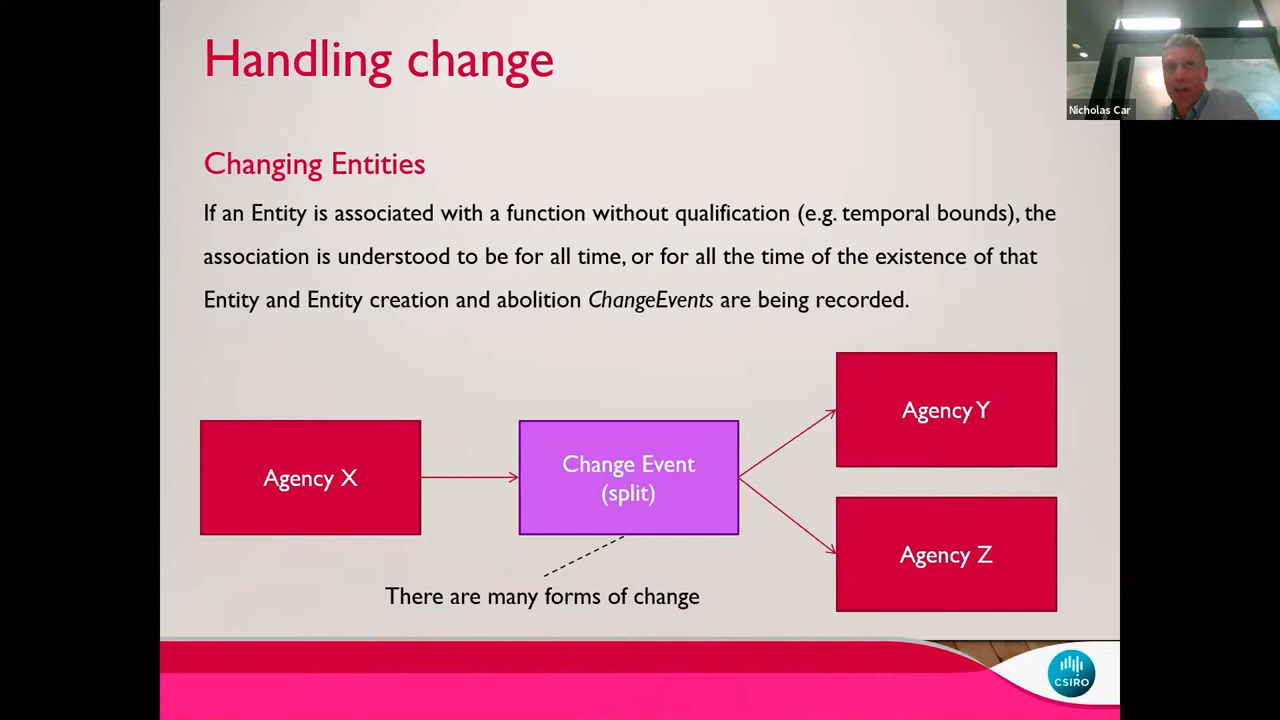 Handling change
Nicholas Car
Changing Entities
If an Entity is associated with a function without qualification (e.g. temporal bounds), the
association is understood to be for all time, or for all the time of the existence of that
Entity and Entity creation and abolition ChangeEvents are being recorded.
Agency X
Change Event
(split)
Agency Y
Agency Z
There are many forms of change
CSIRO